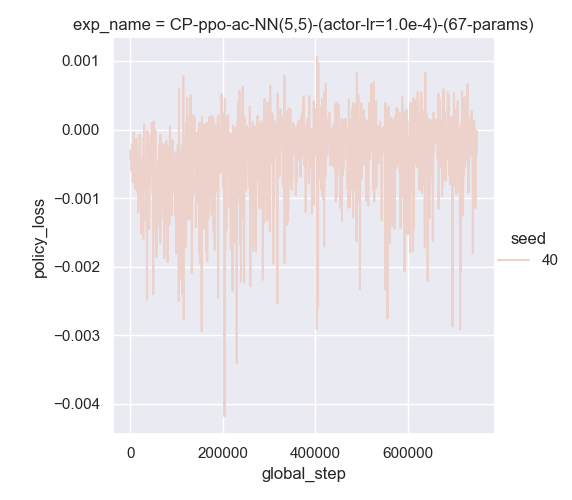 exp_name = CP-ppo-ac-NN(5,5)-(actor-lr=1.0e-4)-(67-params)
0.001
0.000
−0.001
−0.002
−0.003
−0.004
policy_loss
0
200000
400000
600000
global_step
seed
40